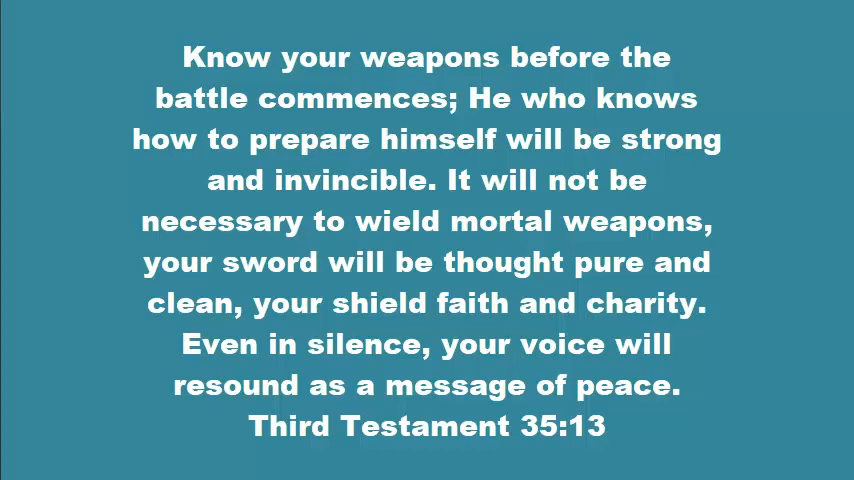 Know your weapons before the
battle commences; He who knows
how to prepare himself will be strong
and invincible. It will not be
necessary to wield mortal weapons,
your sword will be thought pure and
clean, your shield faith and charity.
Even in silence, your voice will
resound as a message of peace.
Third Testament 35:13